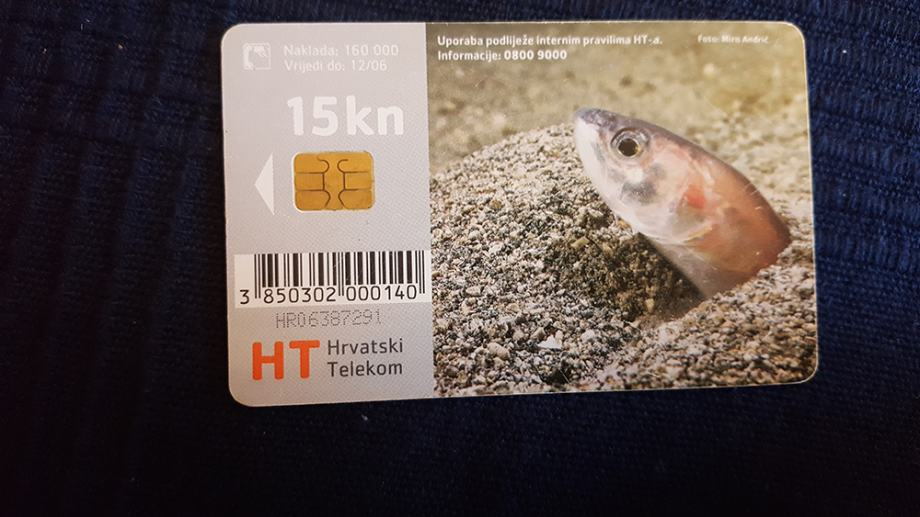 Naklada: 160 000
Vrijedi do: 12/06
15kn
3 850302 000140
HR06387291
HT Hrvatski
Telekom
Uporaba podliježe internim pravilima HT-a.
Informacije: 0800 9000
Foto: Miro Andrić